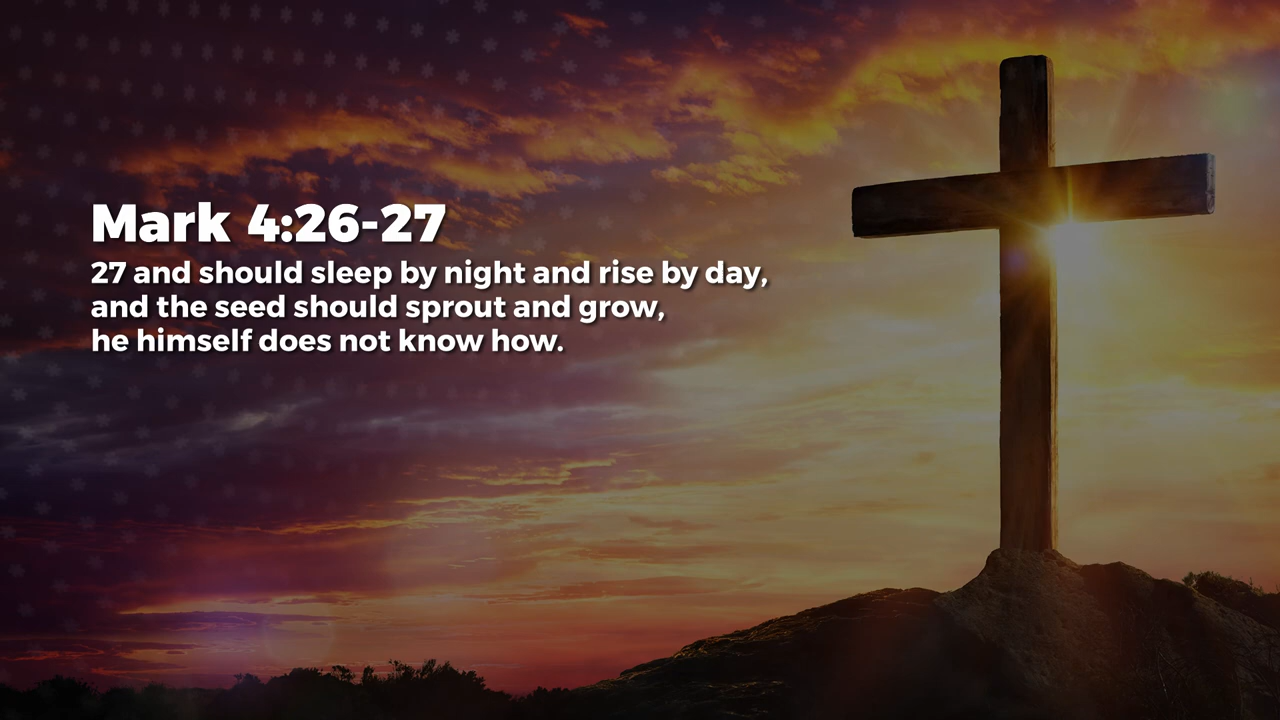 Mark 4:26-27
27 and should sleep by night and rise by day,
and the seed should sprout and grow,
he himself does not know how.